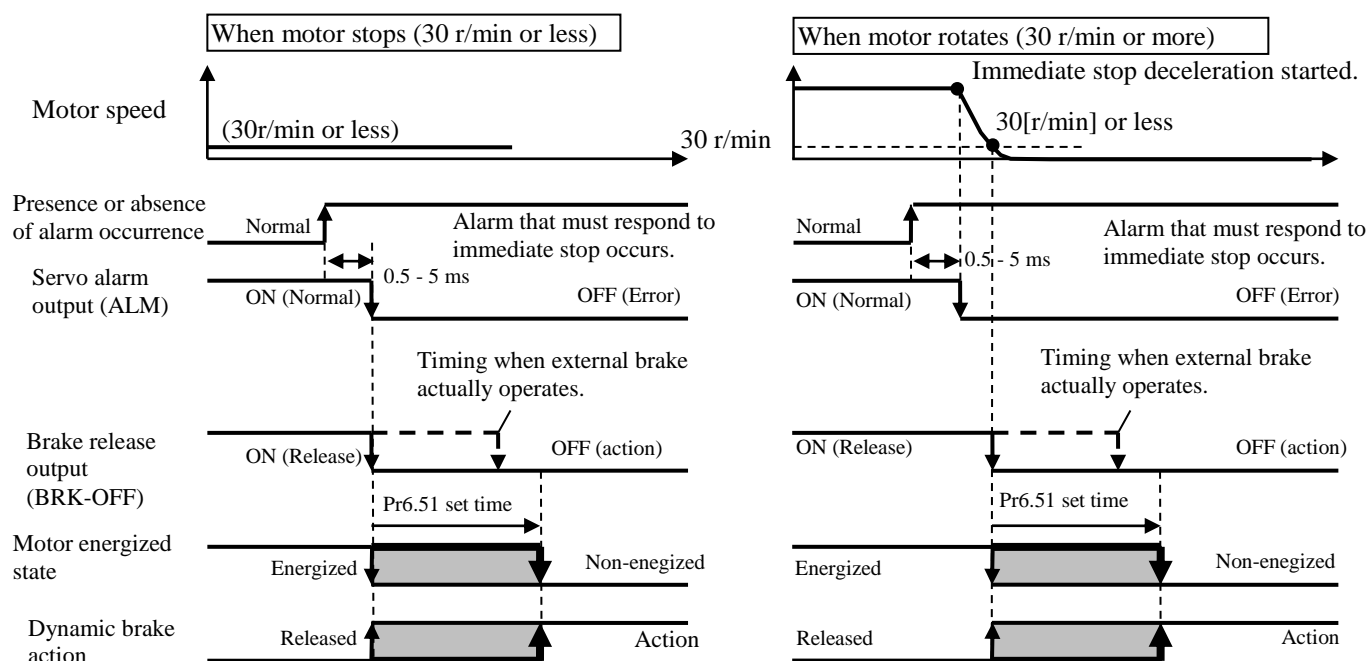 When motor stops (30 r/min or less)
When motor rotates (30 r/min or more)
Immediate stop deceleration started.
Motor speed
(30r/min or less)
30 r/min
30[r/min] or less
Presence or absence
of alarm occurrence
Normal
Alarm that must respond to
immediate stop occurs.
Normal
Alarm that must respond to
immediate stop occurs.
Servo alarm
output (ALM)
0.5 - 5 ms
ON (Normal)
OFF (Error)
0.5 - 5 ms
ON (Normal)
OFF (Error)
Timing when external brake
actually operates.
Timing when external brake
actually operates.
Brake release
output
(BRK-OFF)
ON (Release)
OFF (action)
ON (Release)
OFF (action)
Pr6.51 set time
Pr6.51 set time
Motor energized
state
Energized
Non-enegized
Energized
Non-enegized
Dynamic brake
action
Released
Action
Released
Action